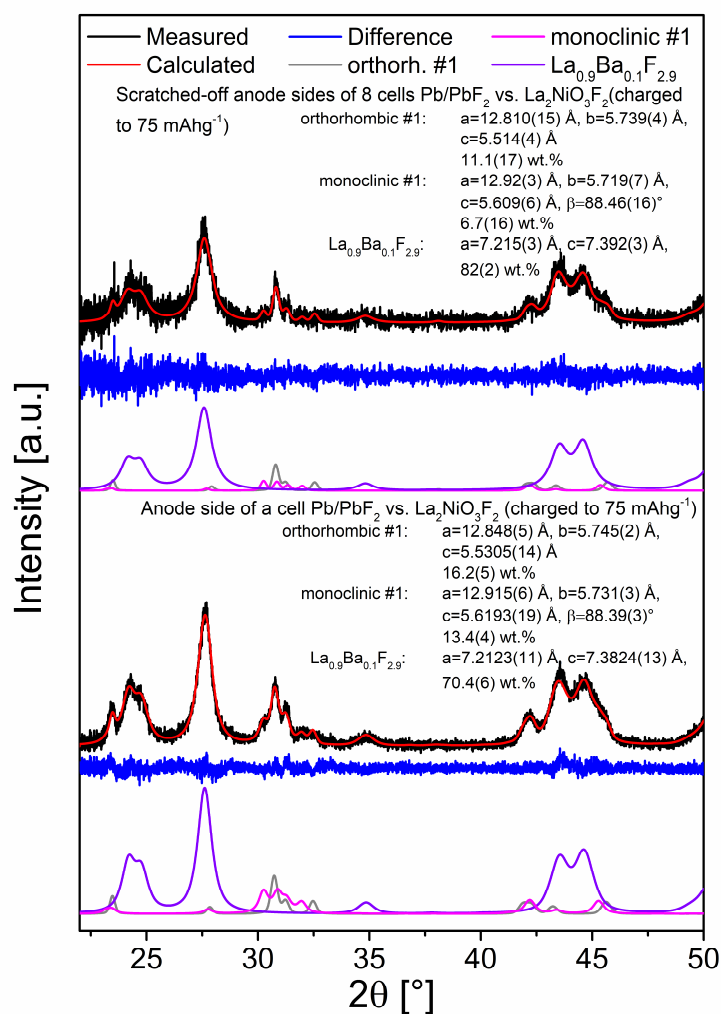 Measured Difference monoclinic #1
Calculated orthorh. #1 La0.9Ba0.1F2.9
Scratched-off anode sides of 8 cells Pb/PbF2 vs. La2NiO3F2(charged
to 75 mAhg-1)
orthorhombic #1: a=12.810(15) Å, b=5.739(4) Å,
c=5.514(4) Å
11.1(17) wt.%
monoclinic #1: a=12.92(3) Å, b=5.719(7) Å,
c=5.609(6) Å, β=88.46(16)°
6.7(16) wt.%
La0.9Ba0.1F2.9: a=7.215(3) Å, c=7.392(3) Å,
82(2) wt.%
Anode side of a cell Pb/PbF2 vs. La2NiO3F2 (charged to 75 mAhg-1)
orthorhombic #1: a=12.848(5) Å, b=5.745(2) Å,
c=5.5305(14) Å
16.2(5) wt.%
monoclinic #1: a=12.915(6) Å, b=5.731(3) Å,
c=5.6193(19) Å, β=88.39(3)°
13.4(4) wt.%
La0.9Ba0.1F2.9: a=7.2123(11) Å, c=7.3824(13) Å,
70.4(6) wt.%
Intensity [a.u.]
25 30 35 40 45 50
2θ [°]